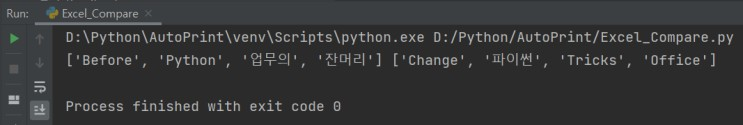 Run: Excel_Compare ×
D:\Python\AutoPrint\venv\Scripts\python.exe D:/Python/AutoPrint/Excel_Compare.py
['Before', 'Python', '업무의', '잔머리'] ['Change', '파이썬', 'Tricks', 'Office']
Process finished with exit code 0